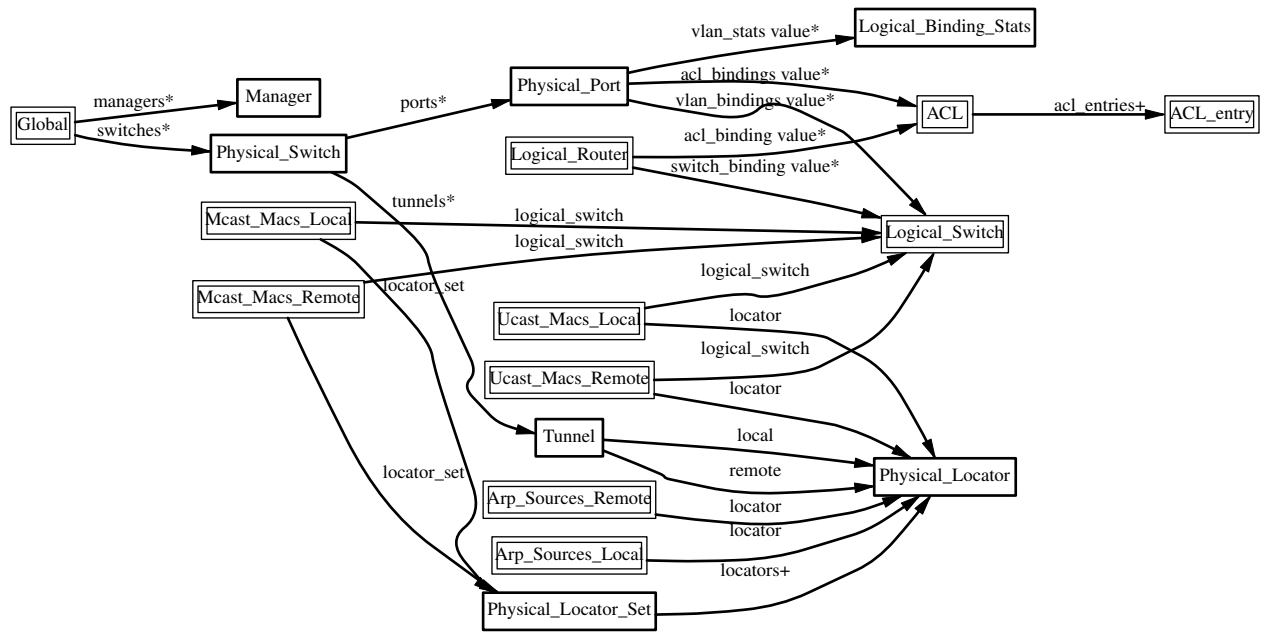 vlan_stats value*
Logical_Binding_Stats
managers*
Manager
Physical_Port
acl_bindings value*
ports*
vlan_bindings value*
Global
switches*
ACL
acl_entries+
ACL_entry
Physical_Switch
acl_binding value*
Logical_Router
switch_binding value*
tunnels*
Mcast_Macs_Local
logical_switch
Logical_Switch
logical_switch
locator_set
Mcast_Macs_Remote
logical_switch
Ucast_Macs_Local
locator
logical_switch
Ucast_Macs_Remote
locator
Tunnel
local
remote
Physical_Locator
locator_set
Arp_Sources_Remote
locator
locator
Arp_Sources_Local
locators+
Physical_Locator_Set